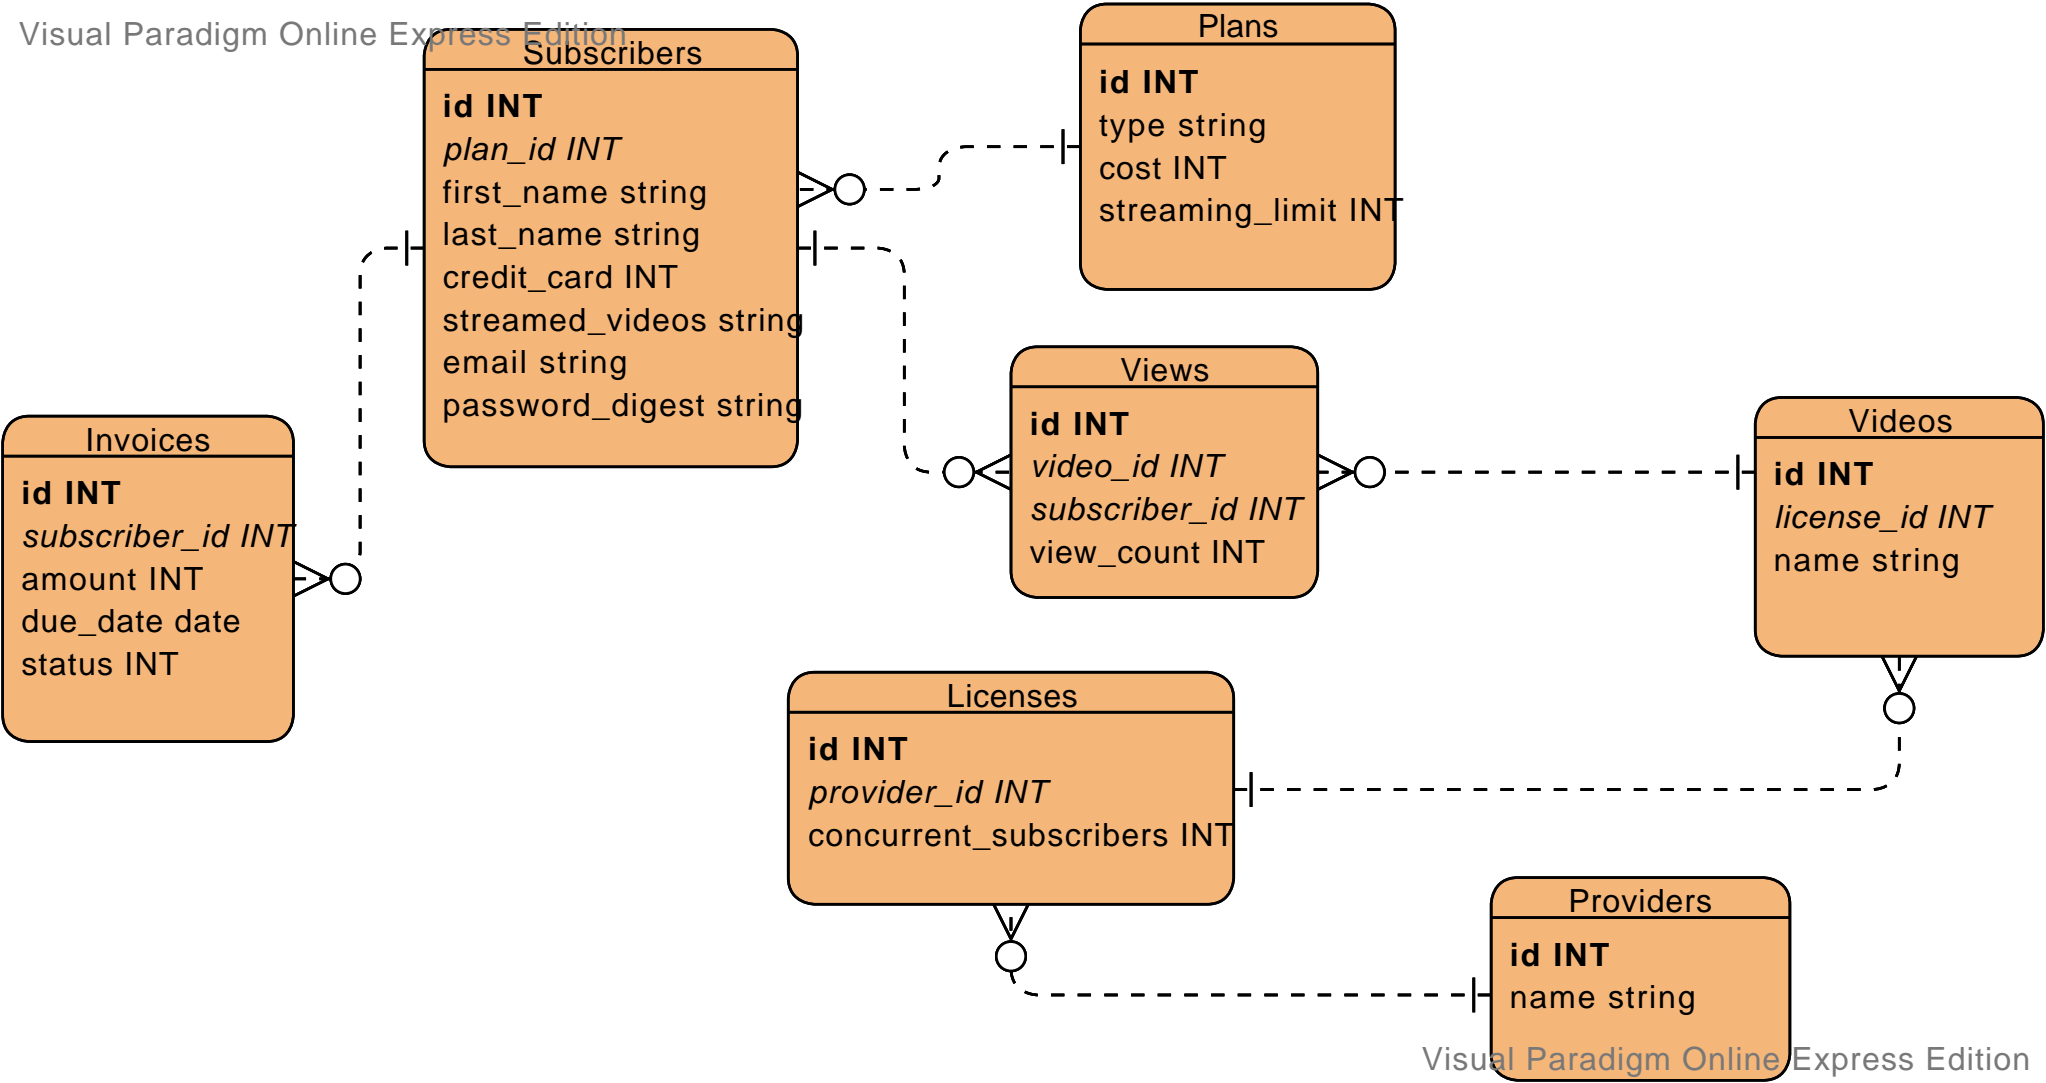 Visual Paradigm Online Express Edition
Subscribers
id INT
plan_id INT
first_name string
last_name string
credit_card INT
streamed_videos string
email string
password_digest string
Plans
id INT
type string
cost INT
streaming_limit INT
Invoices
id INT
subscriber_id INT
amount INT
due_date date
status INT
Views
id INT
video_id INT
subscriber_id INT
view_count INT
Videos
id INT
license_id INT
name string
Licenses
id INT
provider_id INT
concurrent_subscribers INT
Providers
id INT
name string
Visual Paradigm Online Express Edition